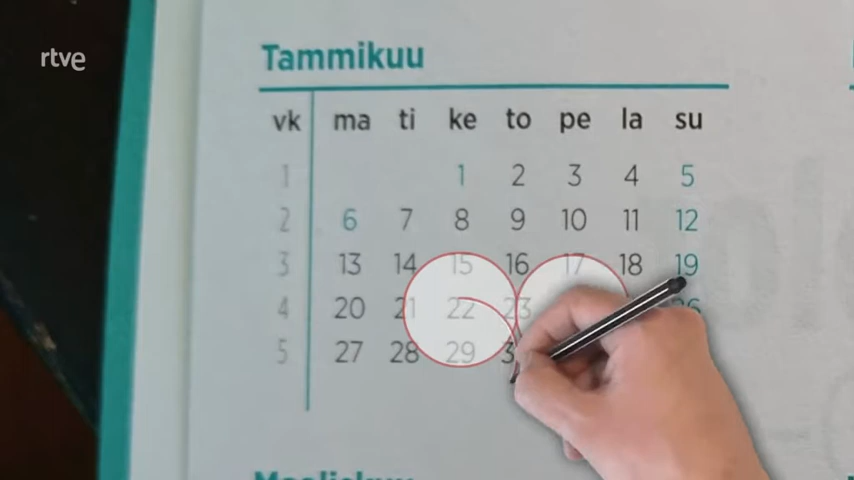 rtve
Tammikuu
vk ma ti ke to pe la su
1 1 2 3 4 5
2 6 7 8 9 10 11 12
3 13 14 15 16 17 18 19
4 20 21 22 23 26
5 27 28 29